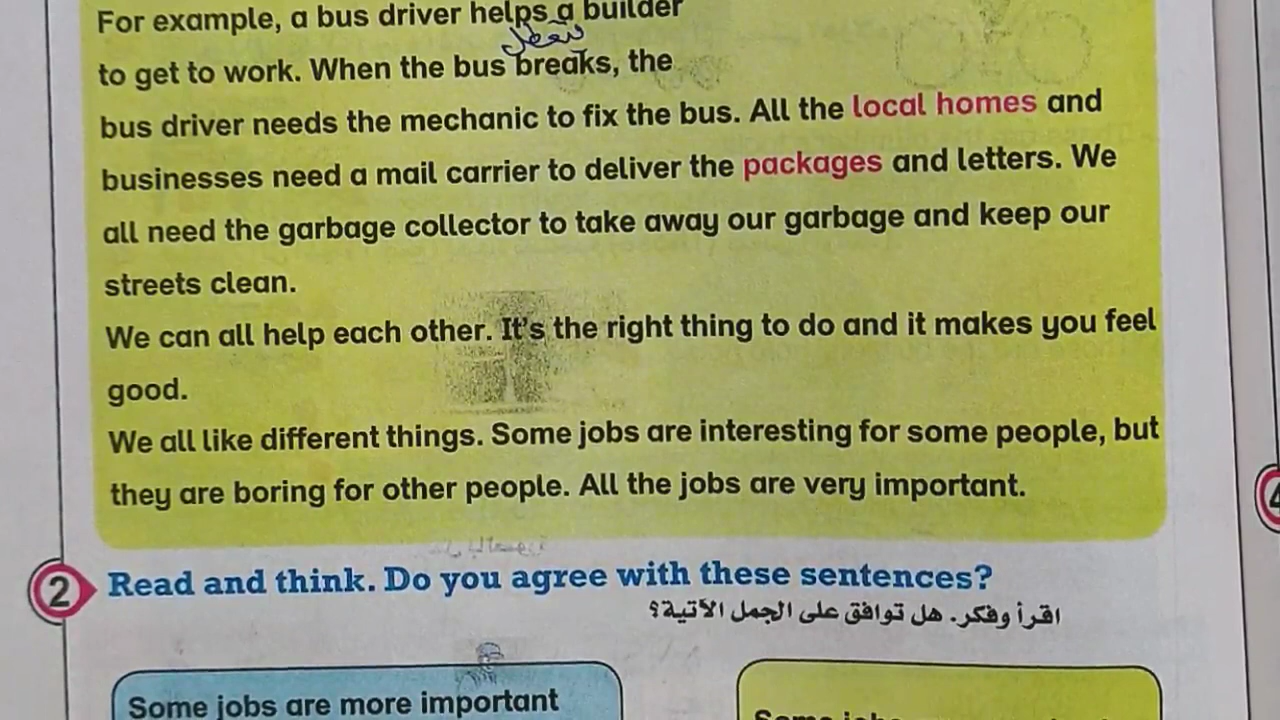 For example, a bus driver helps a builder
to get to work. When the bus breaks, the
bus driver needs the mechanic to fix the bus. All the local homes and
businesses need a mail carrier to deliver the packages and letters. We
all need the garbage collector to take away our garbage and keep our
streets clean.
We can all help each other. It's the right thing to do and it makes you feel
good.
We all like different things. Some jobs are interesting for some people, but
they are boring for other people. All the jobs are very important.
2 Read and think. Do you agree with these sentences?
اقرأ وفكر. هل توافق على الجمل الآتية؟
Some jobs are more important
Some